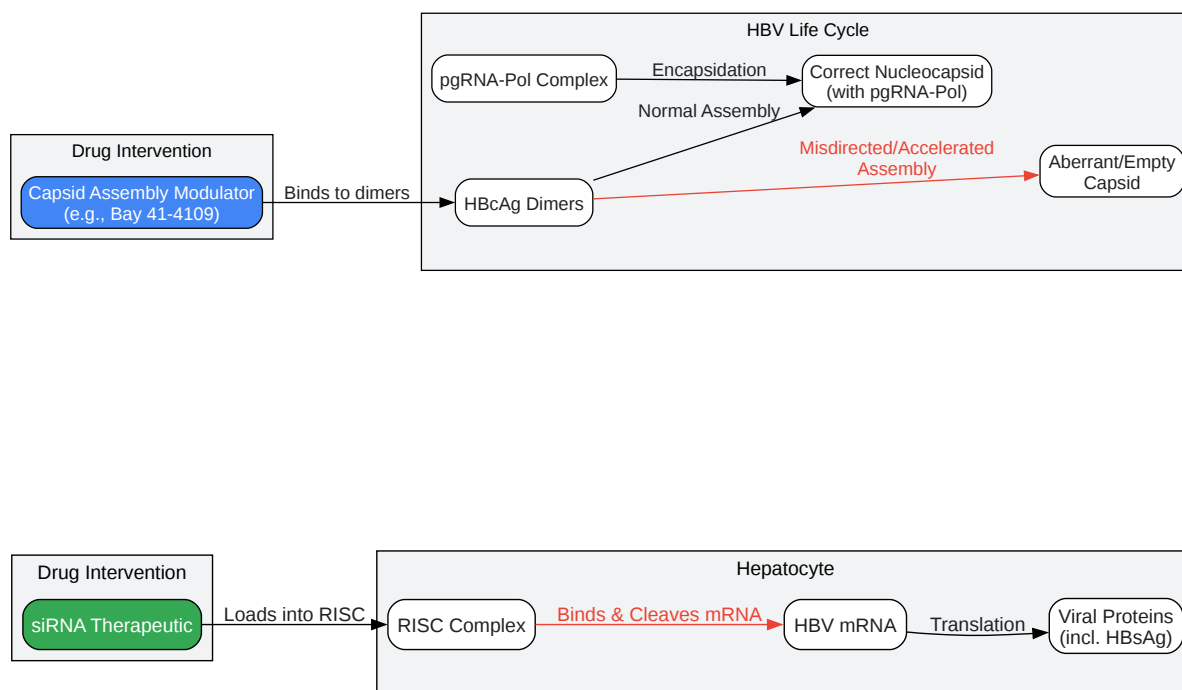 HBV Life Cycle
pgRNA-Pol Complex
Encapsidation
Correct Nucleocapsid
(with pgRNA-Pol)
Normal Assembly
Drug Intervention
Capsid Assembly Modulator
(e.g., Bay 41-4109)
Binds to dimers
HBcAg Dimers
Misdirected/Accelerated
Assembly
Aberrant/Empty
Capsid
Drug Intervention
siRNA Therapeutic
Loads into RISC
Hepatocyte
RISC Complex
Binds & Cleaves mRNA
HBV mRNA
Translation
Viral Proteins
(incl. HBsAg)